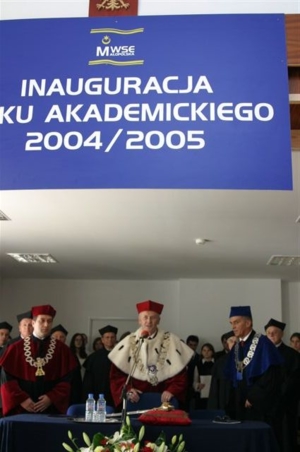 MWSE
INAUGURACJA
KU AKADEMICKIEGO
2004/2005